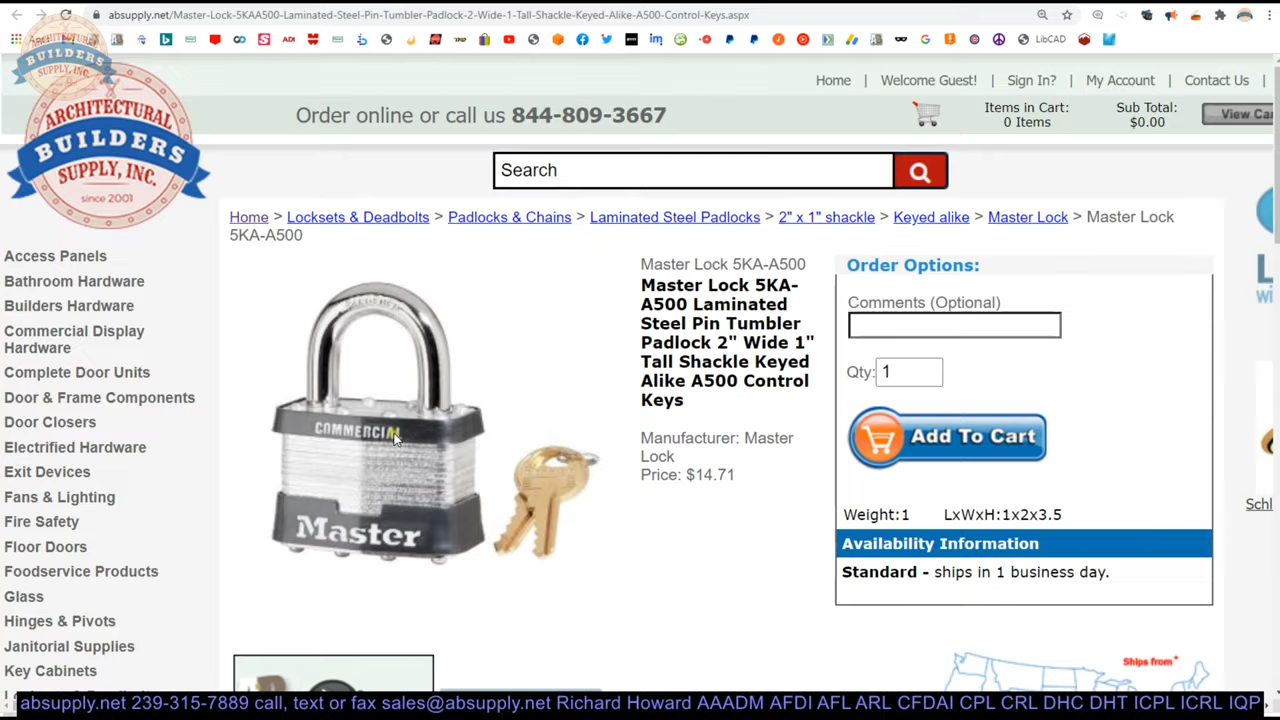 absupply.net/Master-Lock-5KAA500-Laminated-Steel-Pin-Tumbler-Padlock-2-Wide-1-Tall-Shackle-Keyed-Alike-A500-Control-Keys.aspx
LibCAD
ARCHITECTURAL
BUILDERS
SUPPLY, INC.
since 2001
Home | Welcome Guest! | Sign In? | My Account | Contact Us |
Order online or call us 844-809-3667
Items in Cart:
0 Items
Sub Total:
$0.00
View
Search
Home > Locksets & Deadbolts > Padlocks & Chains > Laminated Steel Padlocks > 2" x 1" shackle > Keyed alike > Master Lock > Master Lock
5KA-A500
Access Panels
Bathroom Hardware
Builders Hardware
Commercial Display
Hardware
Complete Door Units
Door & Frame Components
Door Closers
Electrified Hardware
Exit Devices
Fans & Lighting
Fire Safety
Floor Doors
Foodservice Products
Glass
Hinges & Pivots
Janitorial Supplies
Key Cabinets
COMMERCIAL
Master
Master Lock 5KA-A500
Master Lock 5KA-
A500 Laminated
Steel Pin Tumbler
Padlock 2" Wide 1"
Tall Shackle Keyed
Alike A500 Control
Keys
Manufacturer: Master
Lock
Price: $14.71
Order Options:
Comments (Optional)
Qty: 1
Add To Cart
Weight:1 LxWxH:1x2x3.5
Availability Information
Standard - ships in 1 business day.
Ships from*
absupply.net 239-315-7889 call, text or fax sales@absupply.net Richard Howard AAADM AFDI AFL ARL CFDAI CPL CRL DHC DHT ICPL ICRL IQP